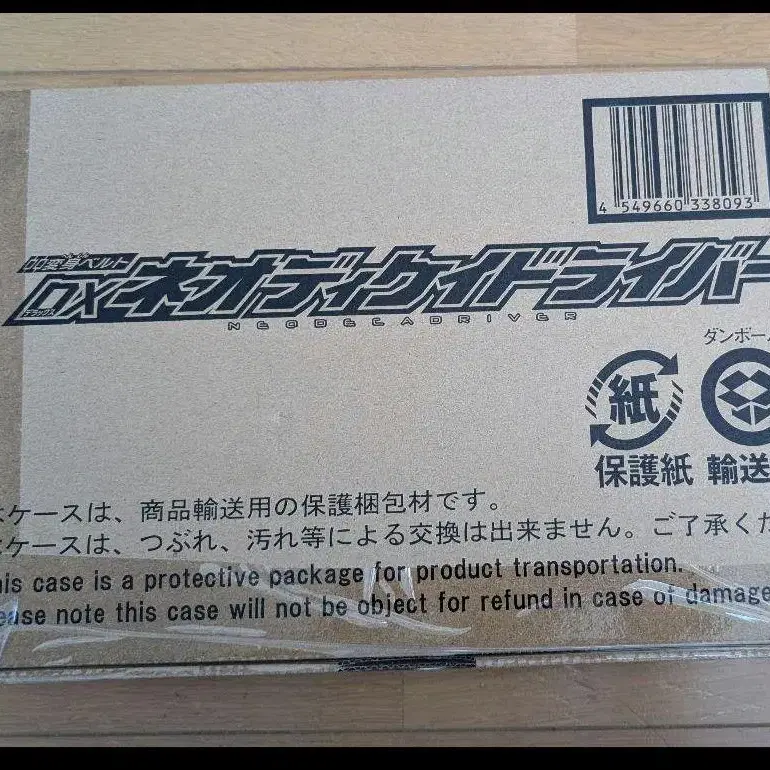 4 549660 338093
変身ベルト
DXネオディケイドライバー
デラックス
NEODECADRIVER
ダンボール
紙
保護紙 輸送
ケースは、商品輸送用の保護梱包材です。
ケースは、つぶれ、汚れ等による交換は出来ません。ご了承くだ
his case is a protective package for product transportation.
ease note this case will not be object for refund in case of damage